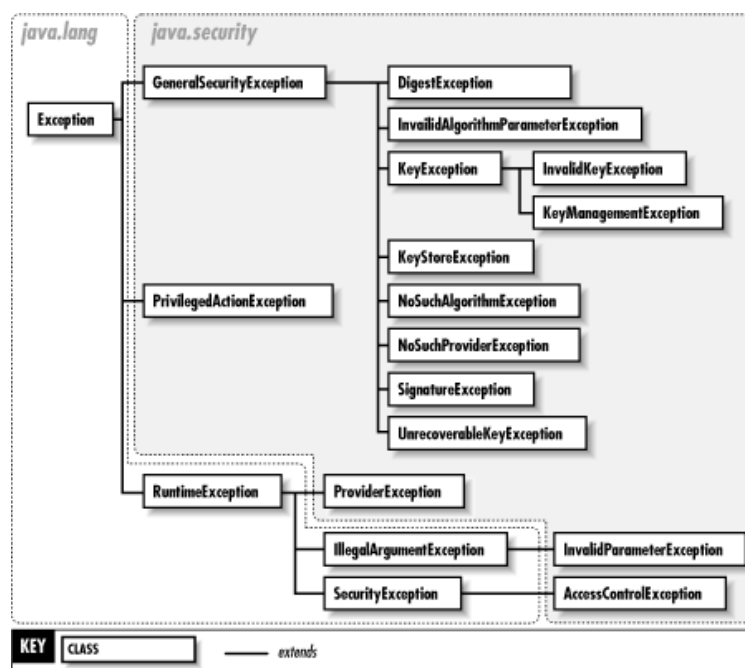 java.lang
java.security
GeneralSecurityException
DigestException
Exception
InvailidAlgorithmParameterException
KeyException
InvalidKeyException
KeyManagementException
KeyStoreException
PrivilegedActionException
NoSuchAlgorithmException
NoSuchProviderException
SignatureException
UnrecoverableKeyException
RuntimeException
ProviderException
IllegalArgumentException
InvalidParameterException
SecurityException
AccessControlException
KEY
CLASS
extends